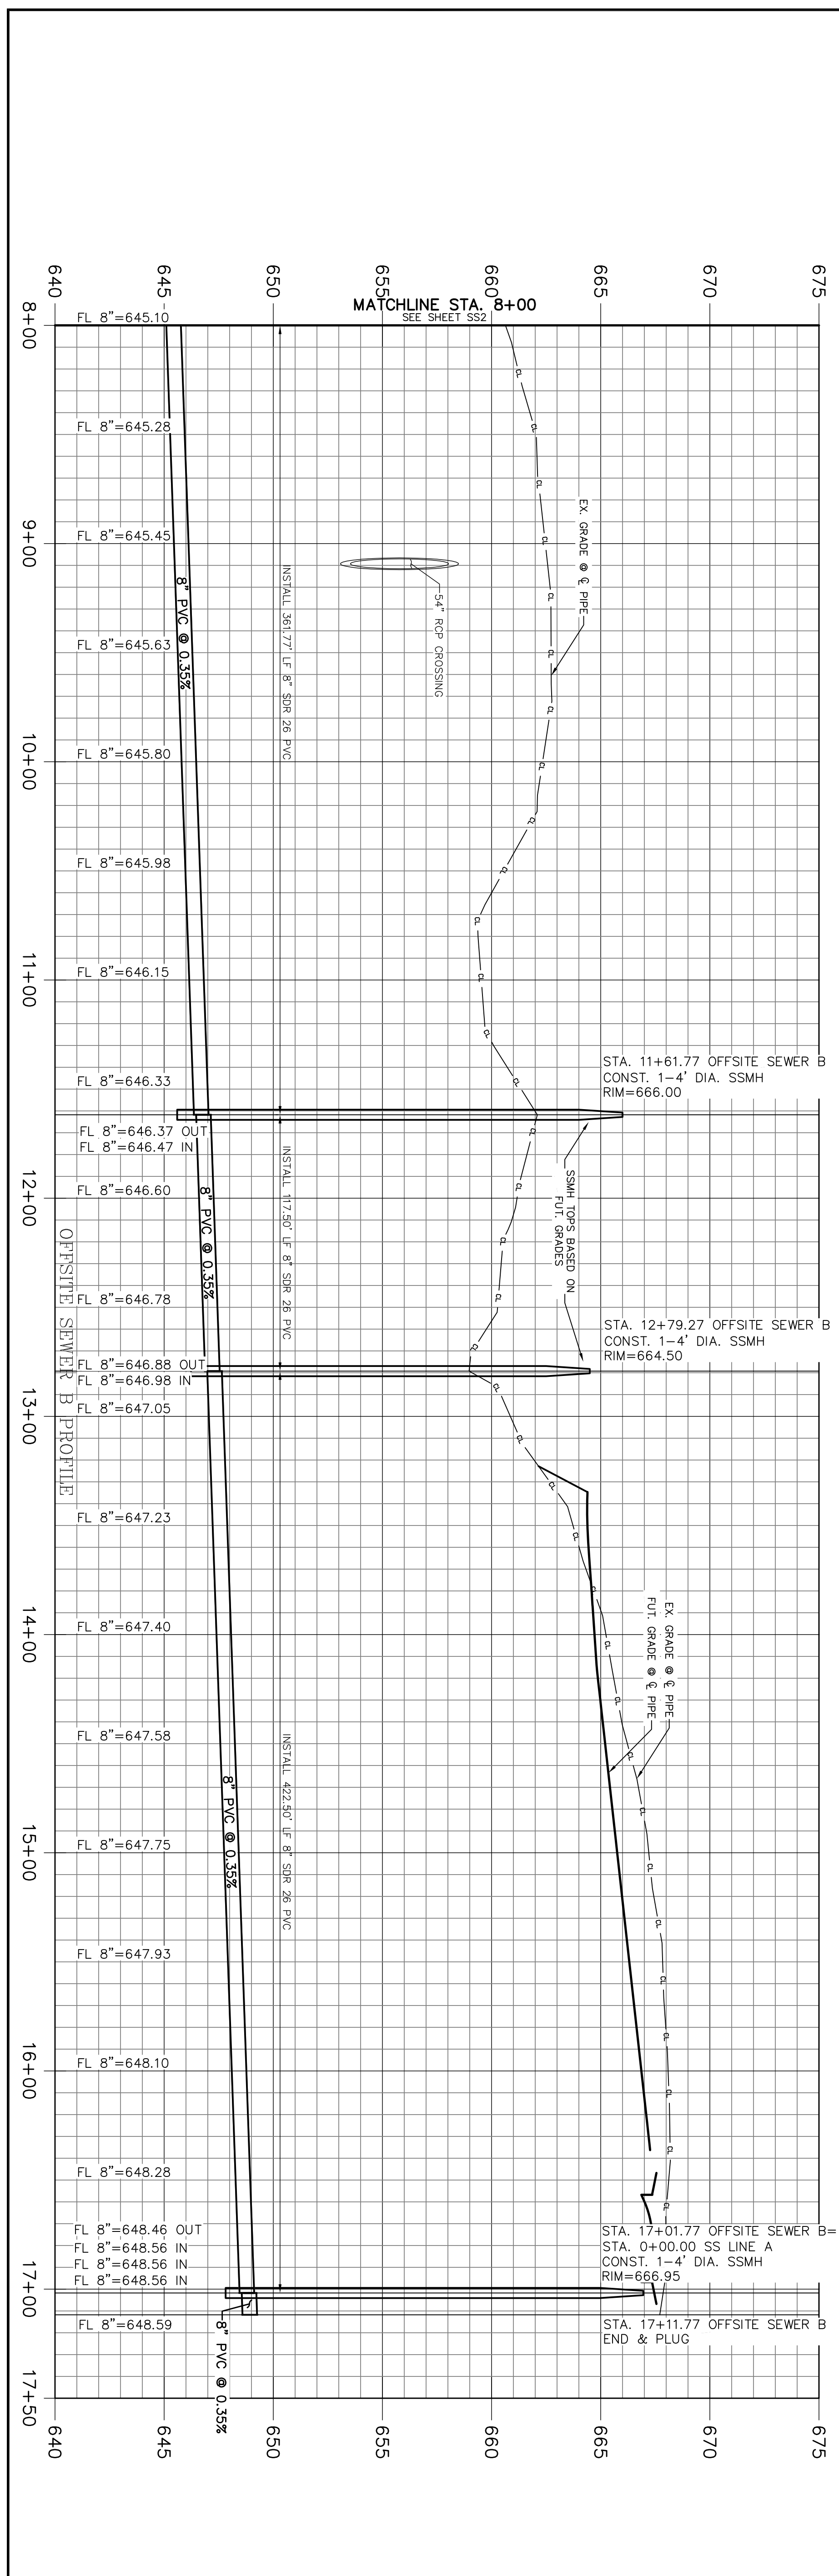 640
645
650
655
660
665
670
675
MATCHLINE STA. 8+00
SEE SHEET SS2
8+00
FL 8"=645.10
FL 8"=645.28
EX. GRADE @ ℄ PIPE
9+00
FL 8"=645.45
54" RCP CROSSING
INSTALL 361.77' LF 8" SDR 26 PVC
8" PVC @ 0.35%
FL 8"=645.63
10+00
FL 8"=645.80
FL 8"=645.98
11+00
FL 8"=646.15
STA. 11+61.77 OFFSITE SEWER B
CONST. 1-4' DIA. SSMH
RIM=666.00
FL 8"=646.33
FL 8"=646.37 OUT
FL 8"=646.47 IN
INSTALL 117.50' LF 8" SDR 26 PVC
SSMH TOPS BASED ON
FUT. GRADES
12+00
FL 8"=646.60
8" PVC @ 0.35%
OFFSITE SEWER B PROFILE
FL 8"=646.78
STA. 12+79.27 OFFSITE SEWER B
CONST. 1-4' DIA. SSMH
RIM=664.50
FL 8"=646.88 OUT
FL 8"=646.98 IN
13+00
FL 8"=647.05
FL 8"=647.23
14+00
FL 8"=647.40
EX. GRADE @ ℄ PIPE
FUT. GRADE @ ℄ PIPE
FL 8"=647.58
INSTALL 422.50' LF 8" SDR 26 PVC
8" PVC @ 0.35%
15+00
FL 8"=647.75
FL 8"=647.93
16+00
FL 8"=648.10
FL 8"=648.28
FL 8"=648.46 OUT
FL 8"=648.56 IN
FL 8"=648.56 IN
FL 8"=648.56 IN
STA. 17+01.77 OFFSITE SEWER B=
STA. 0+00.00 SS LINE A
CONST. 1-4' DIA. SSMH
RIM=666.95
17+00
FL 8"=648.59
8" PVC @ 0.35%
STA. 17+11.77 OFFSITE SEWER B
END & PLUG
17+50
640
645
650
655
660
665
670
675